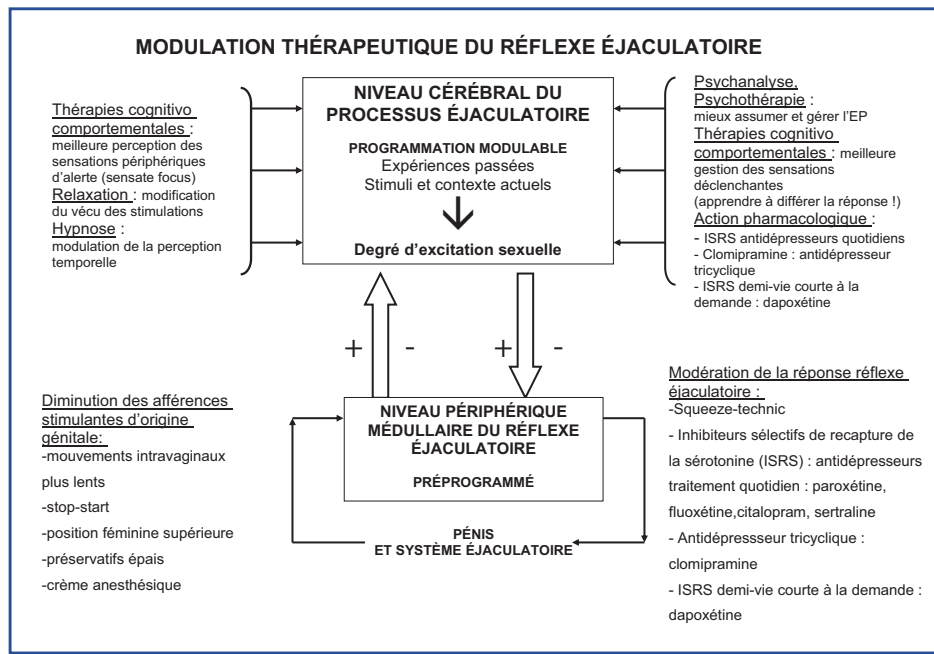 MODULATION THÉRAPEUTIQUE DU RÉFLEXE ÉJACULATOIRE
Thérapies cognitivo
comportementales :
meilleure perception des
sensations périphériques
d'alerte (sensate focus)
Relaxation : modification
du vécu des stimulations
Hypnose :
modulation de la perception
temporelle
NIVEAU CÉRÉBRAL DU
PROCESSUS ÉJACULATOIRE
PROGRAMMATION MODULABLE
Expériences passées
Stimuli et contexte actuels
Degré d'excitation sexuelle
Psychanalyse,
Psychothérapie :
mieux assumer et gérer l'EP
Thérapies cognitivo
comportementales : meilleure
gestion des sensations
déclenchantes
(apprendre à différer la réponse !)
Action pharmacologique :
- ISRS antidépresseurs quotidiens
- Clomipramine : antidépresseur
tricyclique
- ISRS demi-vie courte à la
demande : dapoxétine
+ - + -
Diminution des afférences
stimulantes d'origine
génitale:
-mouvements intravaginaux
plus lents
-stop-start
-position féminine supérieure
-préservatifs épais
-crème anesthésique
NIVEAU PÉRIPHÉRIQUE
MÉDULLAIRE DU RÉFLEXE
ÉJACULATOIRE
PRÉPROGRAMMÉ
PÉNIS
ET SYSTÈME ÉJACULATOIRE
Modération de la réponse réflexe
éjaculatoire :
-Squeeze-technic
- Inhibiteurs sélectifs de recapture de
la sérotonine (ISRS) : antidépresseurs
traitement quotidien : paroxétine,
fluoxétine,citalopram, sertraline
- Antidépressseur tricyclique :
clomipramine
- ISRS demi-vie courte à la demande :
dapoxétine